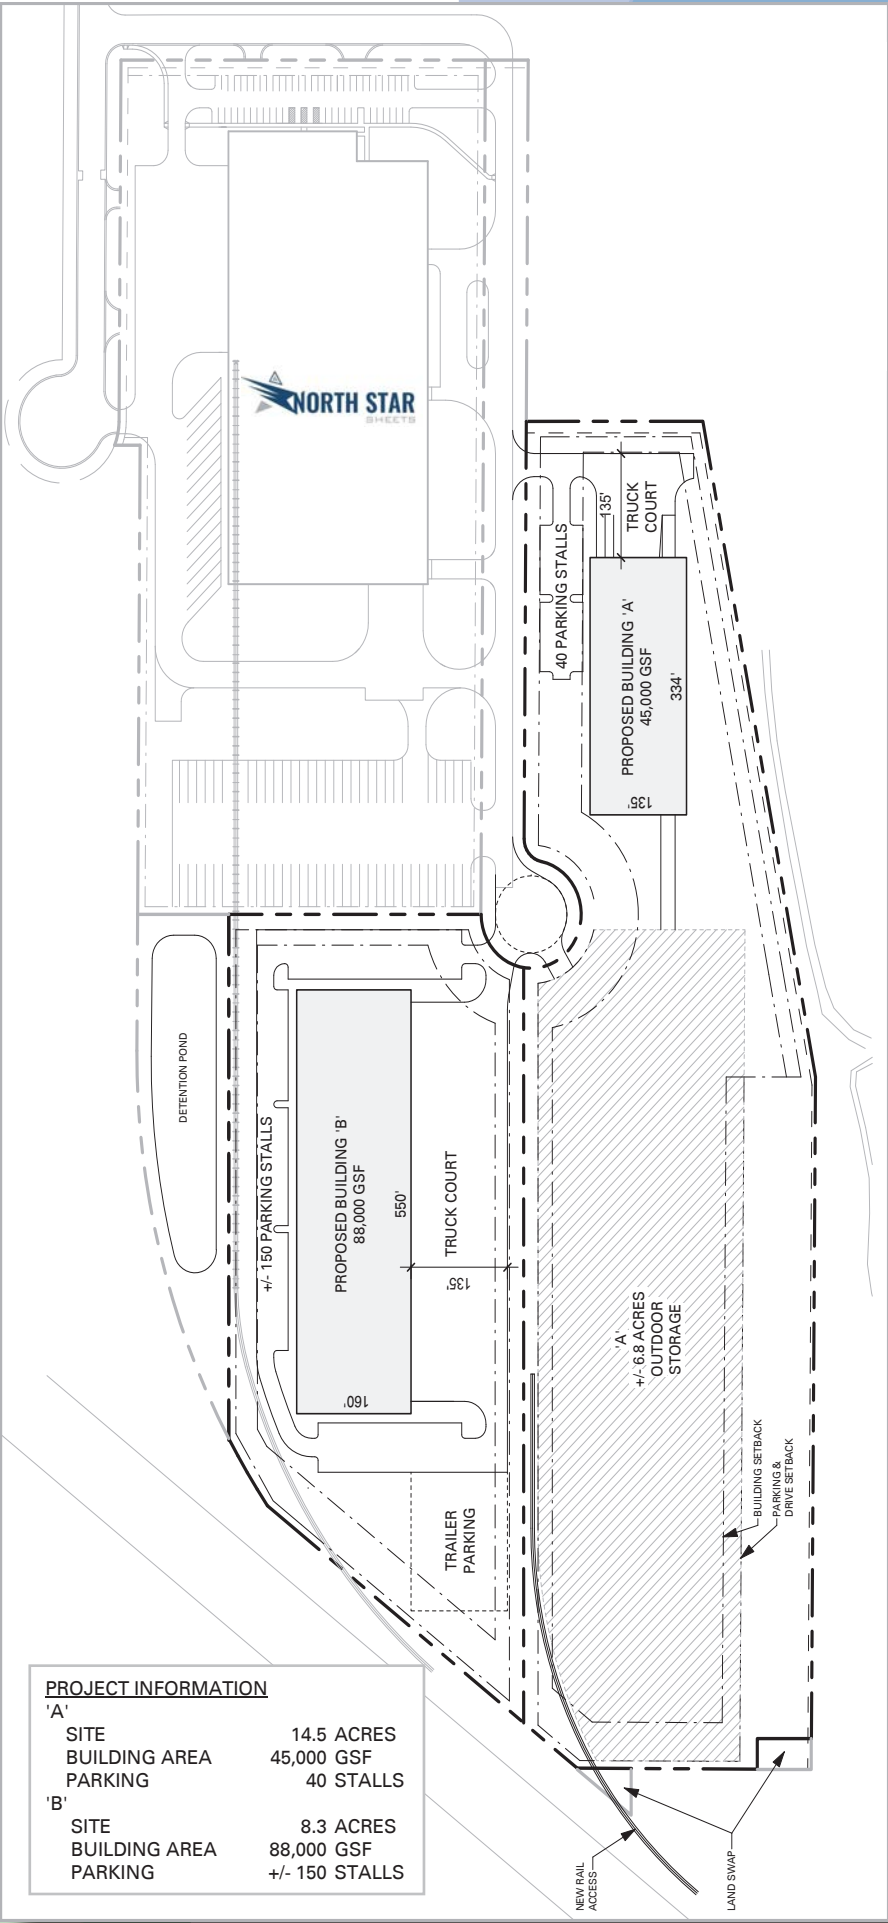 NORTH STAR
SHEETS
135'
TRUCK
COURT
40 PARKING STALLS
PROPOSED BUILDING 'A'
45,000 GSF
334'
135'
DETENTION POND
+/- 150 PARKING STALLS
PROPOSED BUILDING 'B'
88,000 GSF
550'
160'
TRUCK COURT
135'
'A'
+/- 6.8 ACRES
OUTDOOR
STORAGE
TRAILER
PARKING
BUILDING SETBACK
PARKING &
DRIVE SETBACK
NEW RAIL
ACCESS
LAND SWAP
PROJECT INFORMATION
'A'
SITE 14.5 ACRES
BUILDING AREA 45,000 GSF
PARKING 40 STALLS
'B'
SITE 8.3 ACRES
BUILDING AREA 88,000 GSF
PARKING +/- 150 STALLS